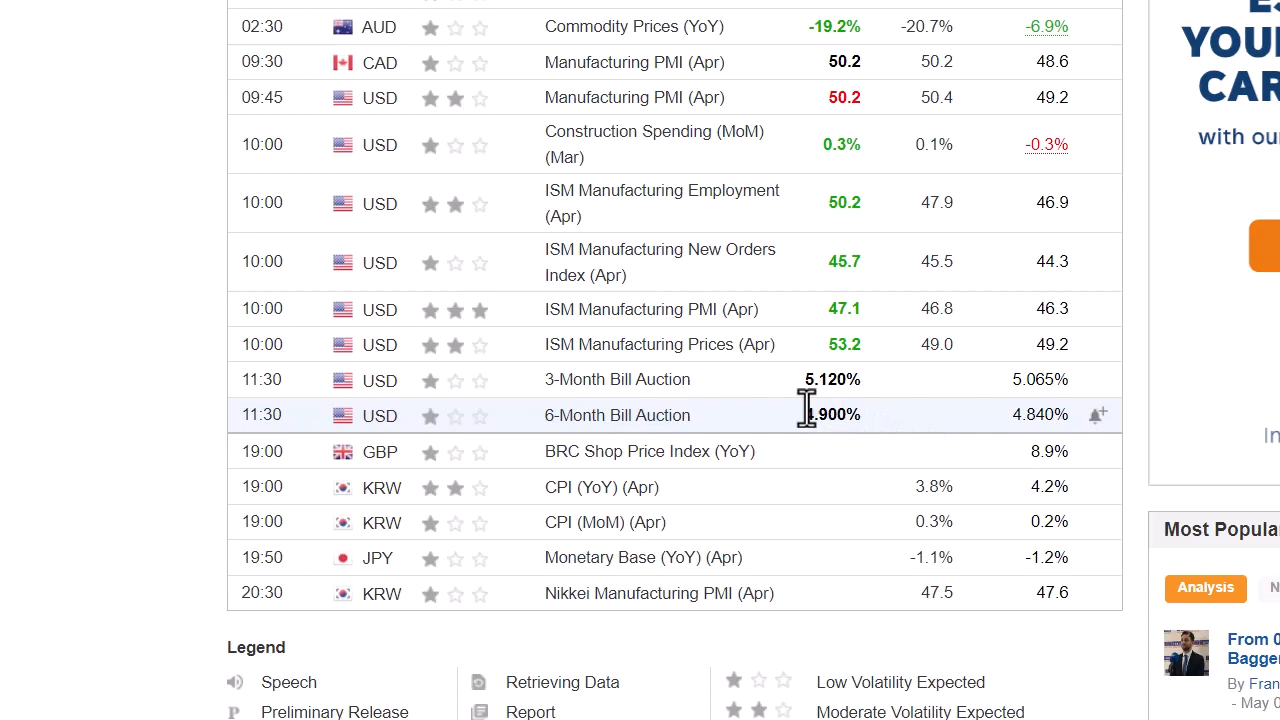 02:30 AUD Commodity Prices (YoY) -19.2% -20.7% -6.9%
09:30 CAD Manufacturing PMI (Apr) 50.2 50.2 48.6
09:45 USD Manufacturing PMI (Apr) 50.2 50.4 49.2
10:00 USD Construction Spending (MoM) 0.3% 0.1% -0.3%
(Mar)
10:00 USD ISM Manufacturing Employment 50.2 47.9 46.9
(Apr)
10:00 USD ISM Manufacturing New Orders 45.7 45.5 44.3
Index (Apr)
10:00 USD ISM Manufacturing PMI (Apr) 47.1 46.8 46.3
10:00 USD ISM Manufacturing Prices (Apr) 53.2 49.0 49.2
11:30 USD 3-Month Bill Auction 5.120% 5.065%
11:30 USD 6-Month Bill Auction 4.900% 4.840%
19:00 GBP BRC Shop Price Index (YoY) 8.9%
19:00 KRW CPI (YoY) (Apr) 3.8% 4.2%
19:00 KRW CPI (MoM) (Apr) 0.3% 0.2%
19:50 JPY Monetary Base (YoY) (Apr) -1.1% -1.2%
20:30 KRW Nikkei Manufacturing PMI (Apr) 47.5 47.6
Legend
Speech Retrieving Data Low Volatility Expected
Preliminary Release Report Moderate Volatility Expected
YOU
CAR
with ou
In
Most Popula
Analysis N
From 0
Bagge
By Fran
- May 0